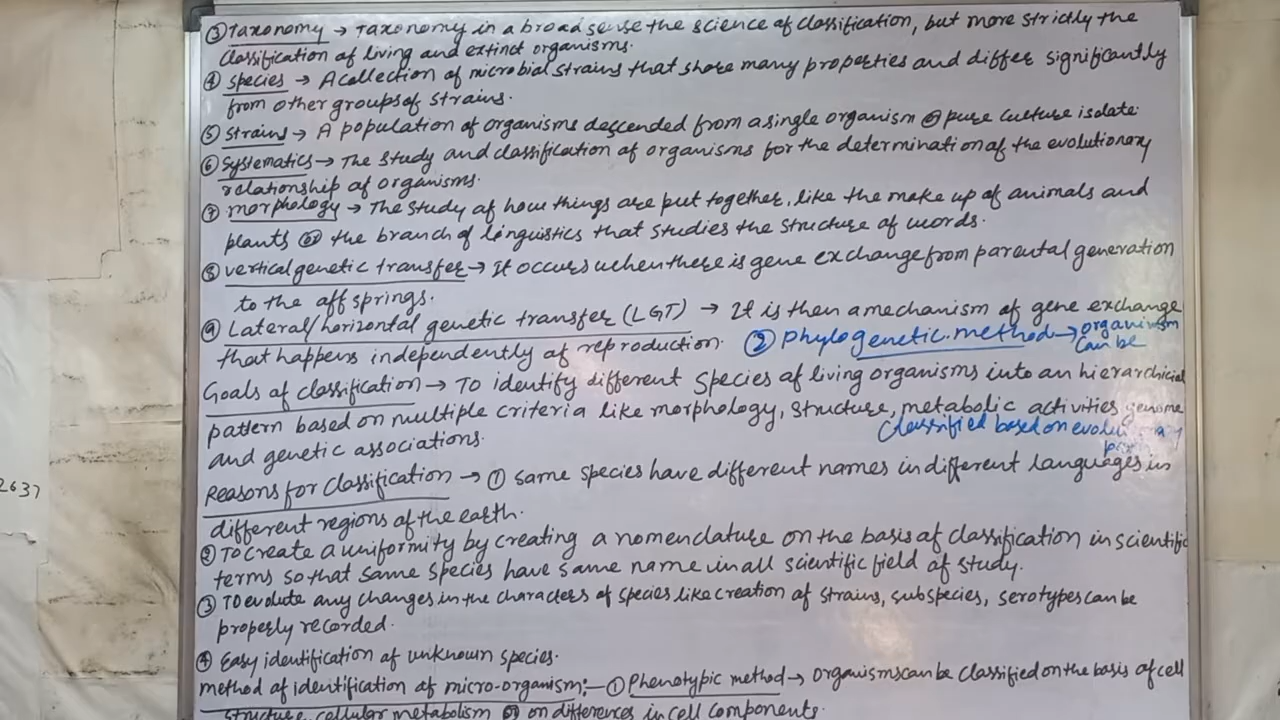 ③ Taxonomy → Taxonomy in a broad sense the science of classification, but more strictly the
classification of living and extinct organisms.
④ species → A collection of microbial strains that share many properties and differ significantly
from other groups of strains.
⑤ Strains → A population of organisms descended from a single organism or pure culture isolate.
⑥ Systematics → The study and classification of organisms for the determination of the evolutionary
relationship of organisms.
⑦ morphology → The study of how things are put together, like the make up of animals and
plants or the branch of linguistics that studies the structure of words.
⑧ vertical genetic transfer → It occurs when there is gene exchange from parental generation
to the off springs.
⑨ Lateral/horizontal genetic transfer (LGT) → It is then a mechanism of gene exchange
that happens independently of reproduction.
② Phylogenetic method → organism
can be
Goals of classification → To identify different species of living organisms into an hierarchical
pattern based on multiple criteria like morphology, structure, metabolic activities genome
classified based on
and genetic associations.
Reasons for classification → ① same species have different names in different languages in
different regions of the earth.
② To create a uniformity by creating a nomenclature on the basis of classification in scientific
terms so that same species have same name in all scientific field of study.
③ To evolute any changes in the characters of species like creation of strains, subspecies, serotypes can be
properly recorded.
④ Easy identification of unknown species.
method of identification of micro-organism:— ① Phenotypic method → organisms can be classified on the basis of cell
structure, cellular metabolism or on differences in cell components.
2637